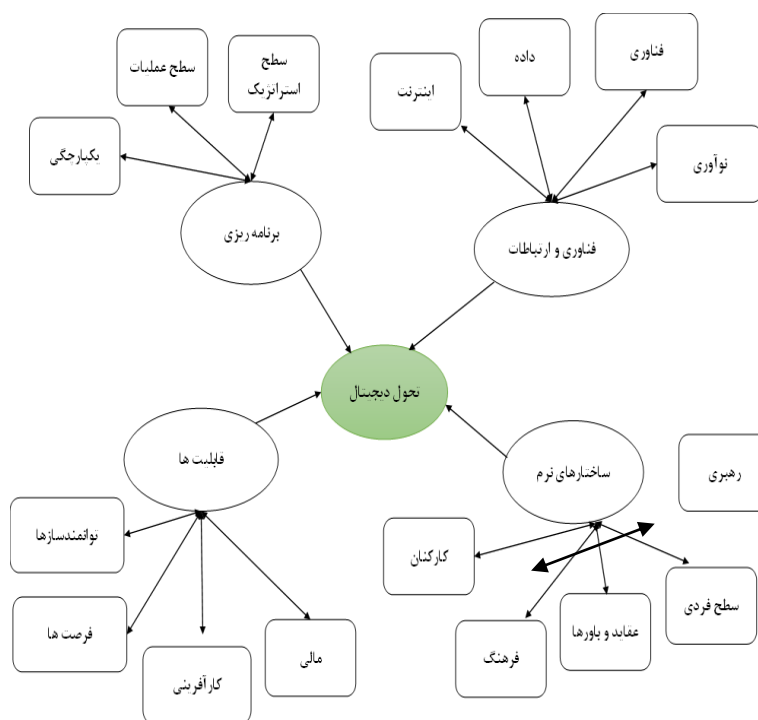 سطح
استراتژیک
سطح عملیات
یکپارچگی
برنامه ریزی
فناوری
داده
اینترنت
نوآوری
فناوری و ارتباطات
تحول دیجیتال
قابلیت ها
توانمندسازها
فرصت ها
کارآفرینی
مالی
ساختارهای نرم
رهبری
کارکنان
سطح فردی
عقاید و باورها
فرهنگ